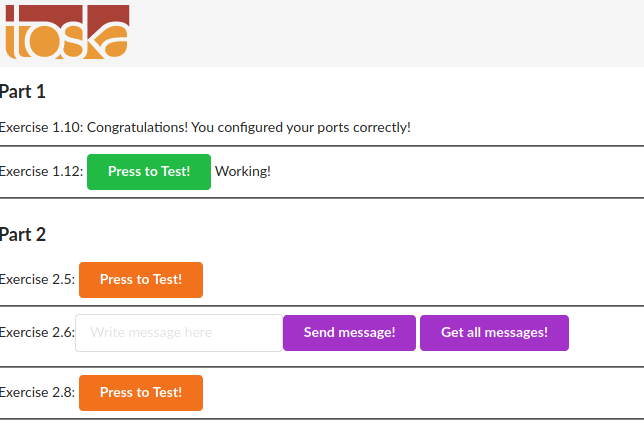 toska
Part 1
Exercise 1.10: Congratulations! You configured your ports correctly!
Exercise 1.12: Press to Test! Working!
Part 2
Exercise 2.5: Press to Test!
Exercise 2.6: Write message here Send message! Get all messages!
Exercise 2.8: Press to Test!